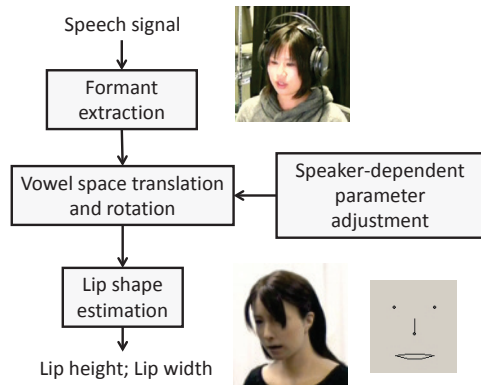 Speech signal
Formant
extraction
Vowel space translation
and rotation
Speaker-dependent
parameter
adjustment
Lip shape
estimation
Lip height; Lip width